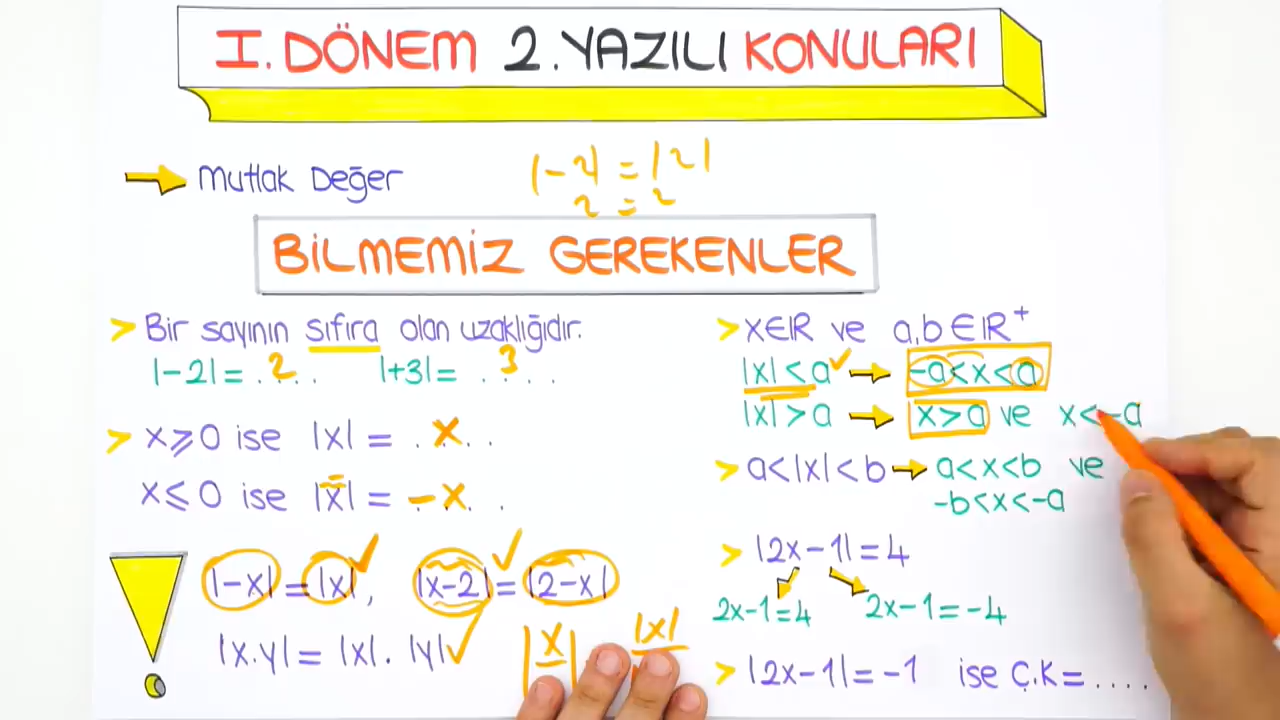 I. DÖNEM 2. YAZILI KONULARI
Mutlak Değer
|-2| = |2|
2 = 2
BİLMEMİZ GEREKENLER
> Bir sayının sıfıra olan uzaklığıdır.
|-2| = . 2 . . |+3| = . 3 . . .
> x ⩾ 0 ise |x| = . x . .
x ⩽ 0 ise |x| = -x . .
|-x| = |x| ✓, |x-2| = |2-x| ✓
|x.y| = |x| . |y| ✓
|x| |x|
> x∈IR ve a,b∈IR⁺
|x| < a ✓ → -a<x<a
|x| > a → x>a ve x<-a
> a<|x|<b → a<x<b ve
-b<x<-a
> |2x-1| = 4
2x-1=4 2x-1=-4
> |2x-1| = -1 ise Ç.K = . . . .